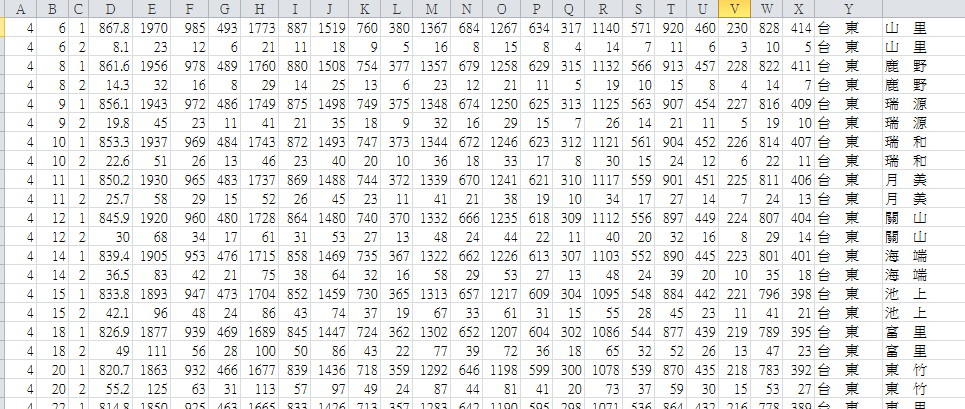 A B C D E F G H I J K L M N O P Q R S T U V W X Y
4 6 1 867.8 1970 985 493 1773 887 1519 760 380 1367 684 1267 634 317 1140 571 920 460 230 828 414 台 東 山 里
4 6 2 8.1 23 12 6 21 11 18 9 5 16 8 15 8 4 14 7 11 6 3 10 5 台 東 山 里
4 8 1 861.6 1956 978 489 1760 880 1508 754 377 1357 679 1258 629 315 1132 566 913 457 228 822 411 台 東 鹿 野
4 8 2 14.3 32 16 8 29 14 25 13 6 23 12 21 11 5 19 10 15 8 4 14 7 台 東 鹿 野
4 9 1 856.1 1943 972 486 1749 875 1498 749 375 1348 674 1250 625 313 1125 563 907 454 227 816 409 台 東 瑞 源
4 9 2 19.8 45 23 11 41 21 35 18 9 32 16 29 15 7 26 14 21 11 5 19 10 台 東 瑞 源
4 10 1 853.3 1937 969 484 1743 872 1493 747 373 1344 672 1246 623 312 1121 561 904 452 226 814 407 台 東 瑞 和
4 10 2 22.6 51 26 13 46 23 40 20 10 36 18 33 17 8 30 15 24 12 6 22 11 台 東 瑞 和
4 11 1 850.2 1930 965 483 1737 869 1488 744 372 1339 670 1241 621 310 1117 559 901 451 225 811 406 台 東 月 美
4 11 2 25.7 58 29 15 52 26 45 23 11 41 21 38 19 10 34 17 27 14 7 24 13 台 東 月 美
4 12 1 845.9 1920 960 480 1728 864 1480 740 370 1332 666 1235 618 309 1112 556 897 449 224 807 404 台 東 關 山
4 12 2 30 68 34 17 61 31 53 27 13 48 24 44 22 11 40 20 32 16 8 29 14 台 東 關 山
4 14 1 839.4 1905 953 476 1715 858 1469 735 367 1322 662 1226 613 307 1103 552 890 445 223 801 401 台 東 海 端
4 14 2 36.5 83 42 21 75 38 64 32 16 58 29 53 27 13 48 24 39 20 10 35 18 台 東 海 端
4 15 1 833.8 1893 947 473 1704 852 1459 730 365 1313 657 1217 609 304 1095 548 884 442 221 796 398 台 東 池 上
4 15 2 42.1 96 48 24 86 43 74 37 19 67 33 61 31 15 55 28 45 23 11 41 21 台 東 池 上
4 18 1 826.9 1877 939 469 1689 845 1447 724 362 1302 652 1207 604 302 1086 544 877 439 219 789 395 台 東 富 里
4 18 2 49 111 56 28 100 50 86 43 22 77 39 72 36 18 65 32 52 26 13 47 23 台 東 富 里
4 20 1 820.7 1863 932 466 1677 839 1436 718 359 1292 646 1198 599 300 1078 539 870 435 218 783 392 台 東 東 竹
4 20 2 55.2 125 63 31 113 57 97 49 24 87 44 81 41 20 73 37 59 30 15 53 27 台 東 東 竹
4 22 1 814.8 1850 925 463 1665 833 1426 713 357 1283 642 1190 595 298 1071 536 864 432 216 778 389 台 東 東 里